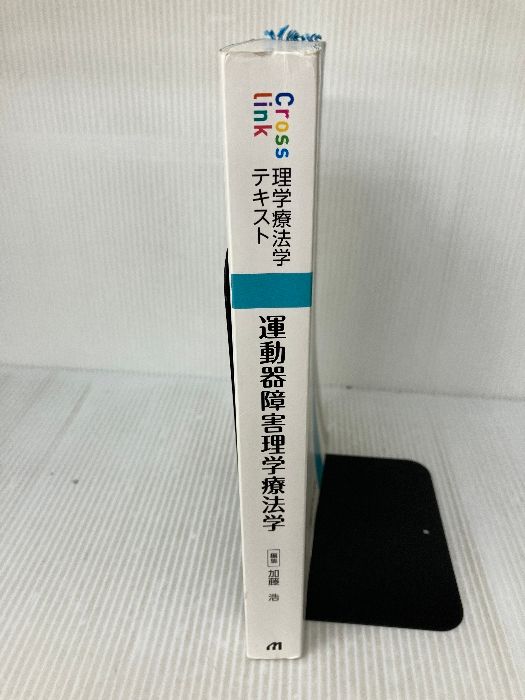 Cross
link
理学療法学
テキスト
運動器障害理学療法学
編集
加藤 浩
m